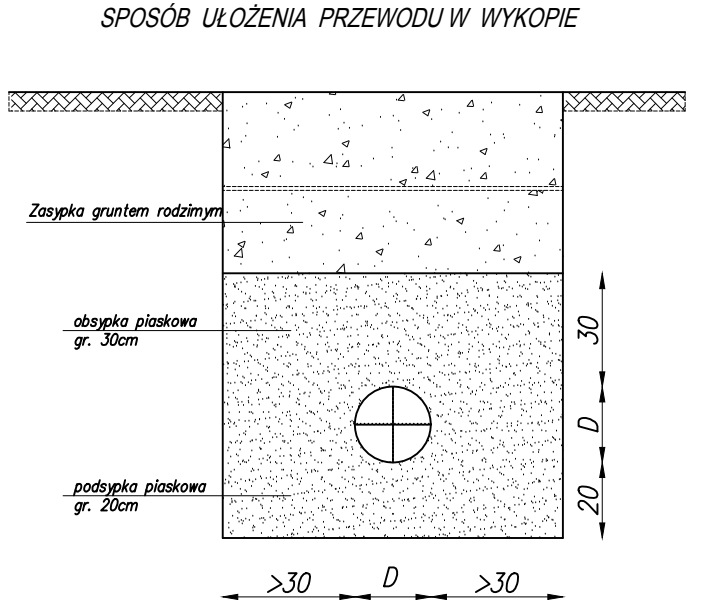 SPOSÓB UŁOŻENIA PRZEWODU W WYKOPIE
Zasypka gruntem rodzimym
obsypka piaskowa
gr. 30cm
30
D
podsypka piaskowa
gr. 20cm
20
>30 D >30